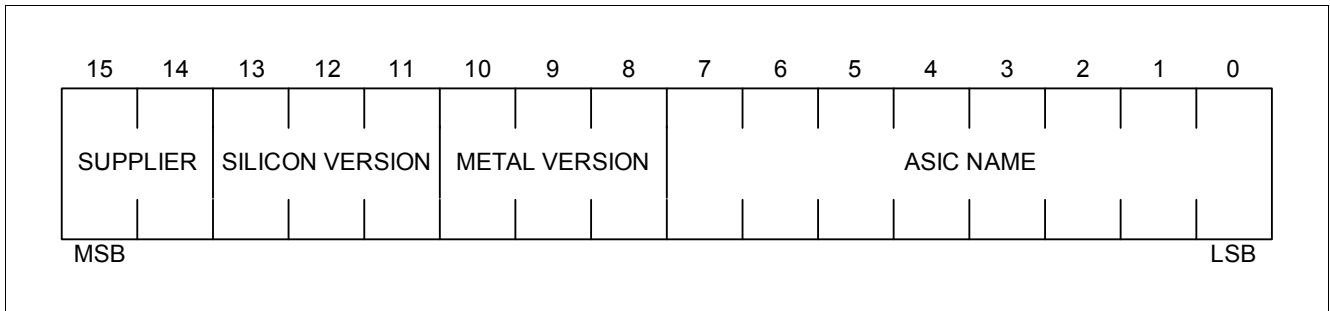 15 14 13 12 11 10 9 8 7 6 5 4 3 2 1 0
SUPPLIER SILICON VERSION METAL VERSION ASIC NAME
MSB LSB